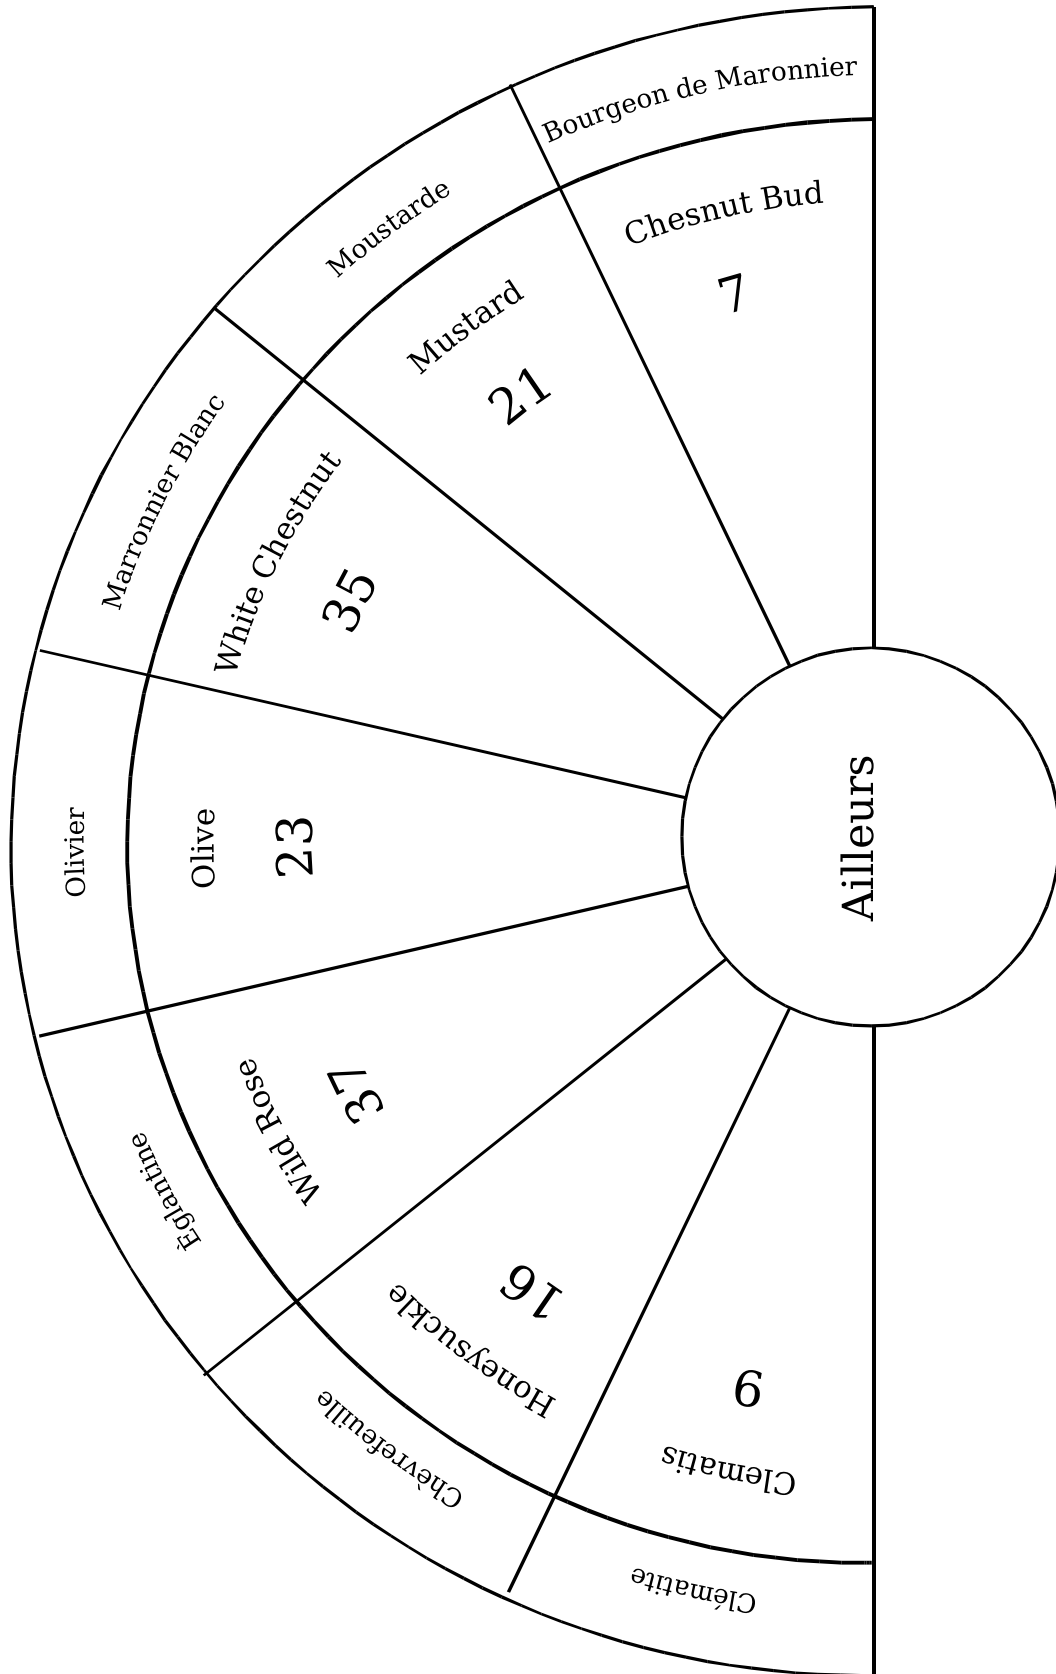 Bourgeon de Maronnier
Chesnut Bud
7
Moustarde
Mustard
21
Marronnier Blanc
White Chestnut
35
Olivier
Olive
23
Èglantine
Wild Rose
37
Chèvrefeuille
Honeysuckle
16
Clématite
Clematis
9
Ailleurs